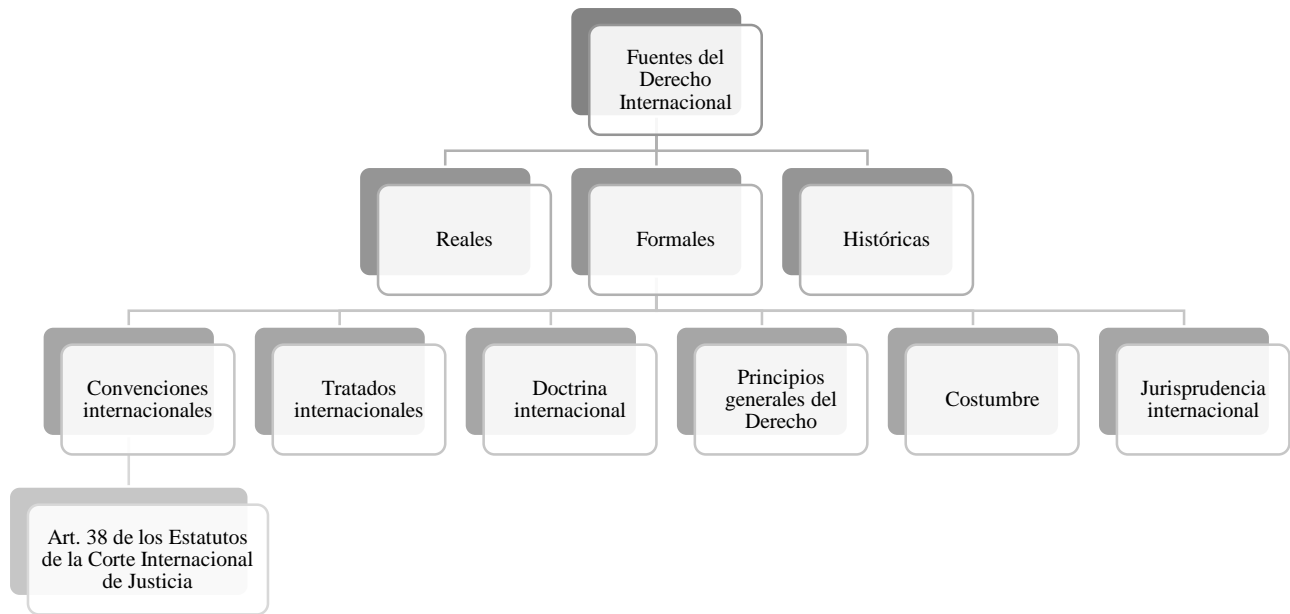 Fuentes del
Derecho
Internacional
Reales
Formales
Históricas
Convenciones
internacionales
Tratados
internacionales
Doctrina
internacional
Principios
generales del
Derecho
Costumbre
Jurisprudencia
internacional
Art. 38 de los Estatutos
de la Corte Internacional
de Justicia